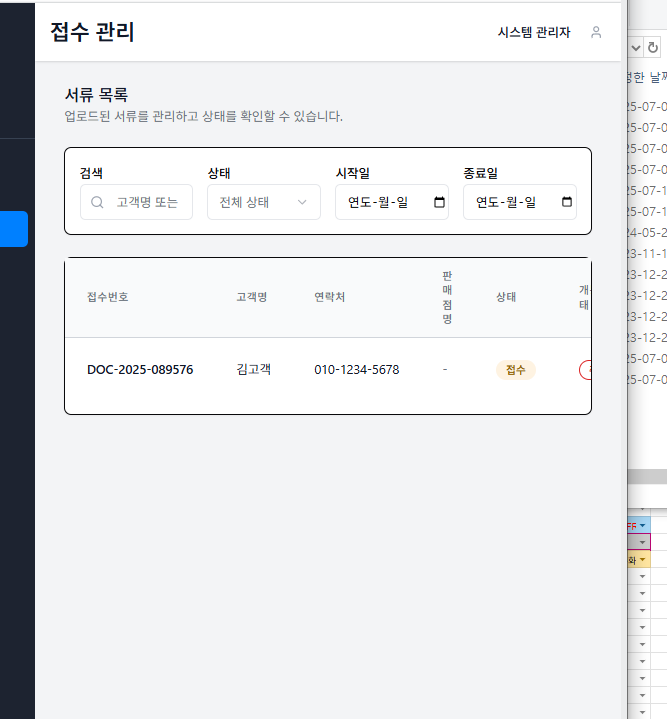 접수 관리
시스템 관리자
서류 목록
업로드된 서류를 관리하고 상태를 확인할 수 있습니다.
검색 상태 시작일 종료일
고객명 또는 전체 상태 연도-월-일 연도-월-일
접수번호 고객명 연락처 판매점명 상태
DOC-2025-089576 김고객 010-1234-5678 - 접수
날짜
25-07-0
25-07-0
25-07-0
25-07-0
25-07-1
25-07-1
24-05-2
23-11-1
23-12-2
23-12-2
23-12-2
23-12-2
25-07-0
25-07-0